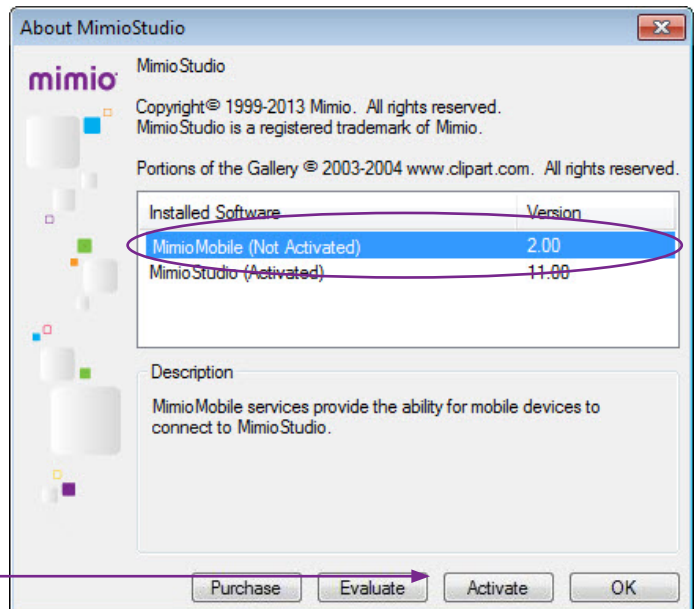 About MimioStudio
mimio
MimioStudio
Copyright© 1999-2013 Mimio. All rights reserved.
MimioStudio is a registered trademark of Mimio.
Portions of the Gallery © 2003-2004 www.clipart.com. All rights reserved.
Installed Software Version
MimioMobile (Not Activated) 2.00
MimioStudio (Activated) 11.00
Description
MimioMobile services provide the ability for mobile devices to
connect to MimioStudio.
Purchase Evaluate Activate OK